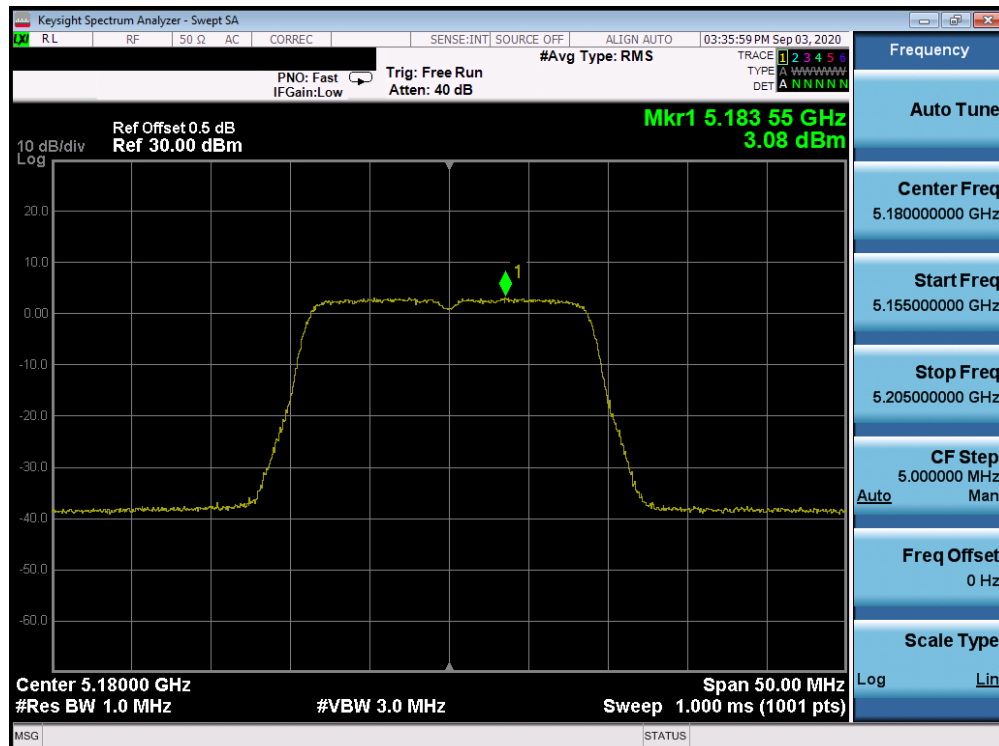 Keysight Spectrum Analyzer - Swept SA
LXI RL RF 50 Ω AC CORREC SENSE:INT SOURCE OFF ALIGN AUTO 03:35:59 PM Sep 03, 2020
#Avg Type: RMS
TRACE 1 2 3 4 5 6
TYPE A WWWWW
DET A N N N N N
PNO: Fast
IFGain:Low
Trig: Free Run
Atten: 40 dB
Mkr1 5.183 55 GHz
3.08 dBm
Ref Offset 0.5 dB
10 dB/div Ref 30.00 dBm
Log
20.0
10.0
1
0.00
-10.0
-20.0
-30.0
-40.0
-50.0
-60.0
Center 5.18000 GHz Span 50.00 MHz
#Res BW 1.0 MHz #VBW 3.0 MHz Sweep 1.000 ms (1001 pts)
MSG STATUS
Frequency
Auto Tune
Center Freq
5.180000000 GHz
Start Freq
5.155000000 GHz
Stop Freq
5.205000000 GHz
CF Step
5.000000 MHz
Auto Man
Freq Offset
0 Hz
Scale Type
Log Lin